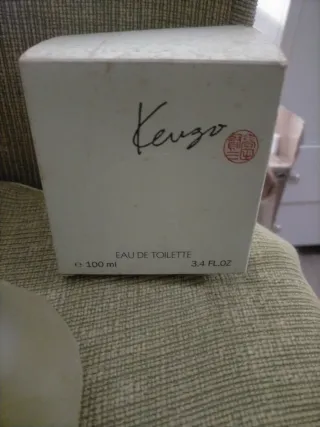 Kenzo
EAU DE TOILETTE
℮ 100 ml 3.4 FL.OZ